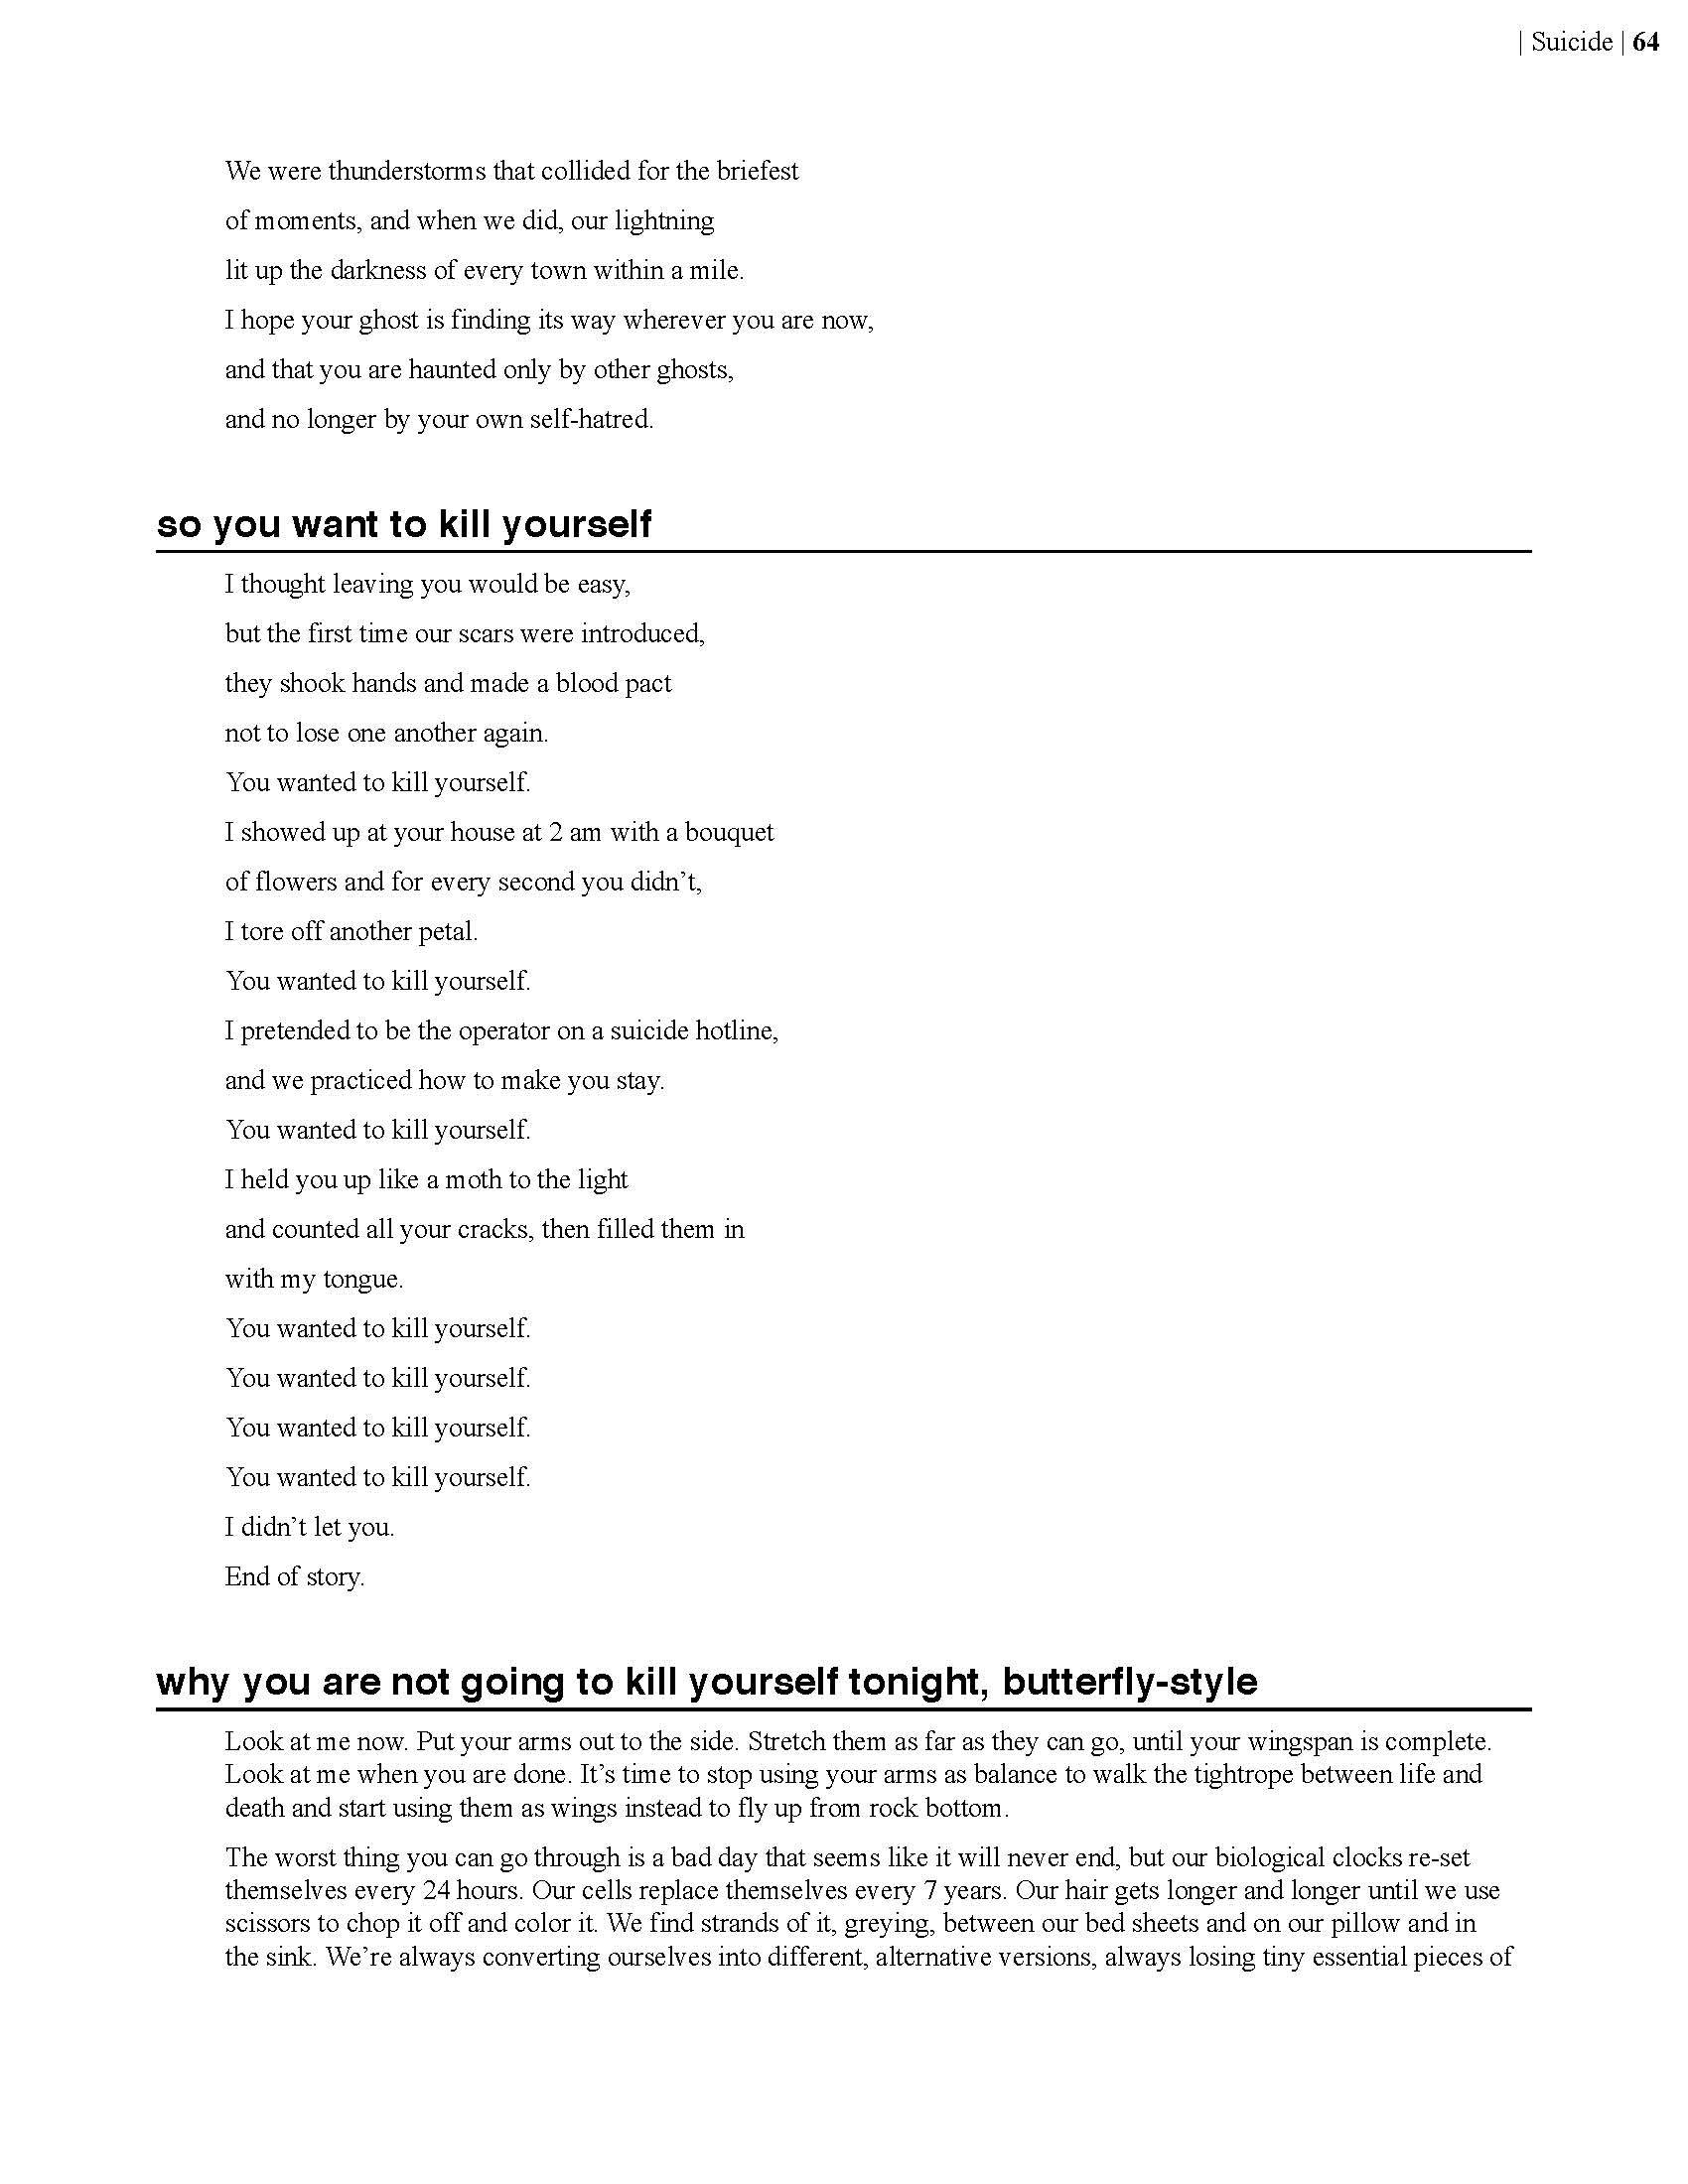 | Suicide | 64
We were thunderstorms that collided for the briefest
of moments, and when we did, our lightning
lit up the darkness of every town within a mile.
I hope your ghost is finding its way wherever you are now,
and that you are haunted only by other ghosts,
and no longer by your own self-hatred.
so you want to kill yourself
I thought leaving you would be easy,
but the first time our scars were introduced,
they shook hands and made a blood pact
not to lose one another again.
You wanted to kill yourself.
I showed up at your house at 2 am with a bouquet
of flowers and for every second you didn’t,
I tore off another petal.
You wanted to kill yourself.
I pretended to be the operator on a suicide hotline,
and we practiced how to make you stay.
You wanted to kill yourself.
I held you up like a moth to the light
and counted all your cracks, then filled them in
with my tongue.
You wanted to kill yourself.
You wanted to kill yourself.
You wanted to kill yourself.
You wanted to kill yourself.
I didn’t let you.
End of story.
why you are not going to kill yourself tonight, butterfly-style
Look at me now. Put your arms out to the side. Stretch them as far as they can go, until your wingspan is complete.
Look at me when you are done. It’s time to stop using your arms as balance to walk the tightrope between life and
death and start using them as wings instead to fly up from rock bottom.
The worst thing you can go through is a bad day that seems like it will never end, but our biological clocks re-set
themselves every 24 hours. Our cells replace themselves every 7 years. Our hair gets longer and longer until we use
scissors to chop it off and color it. We find strands of it, greying, between our bed sheets and on our pillow and in
the sink. We’re always converting ourselves into different, alternative versions, always losing tiny essential pieces of